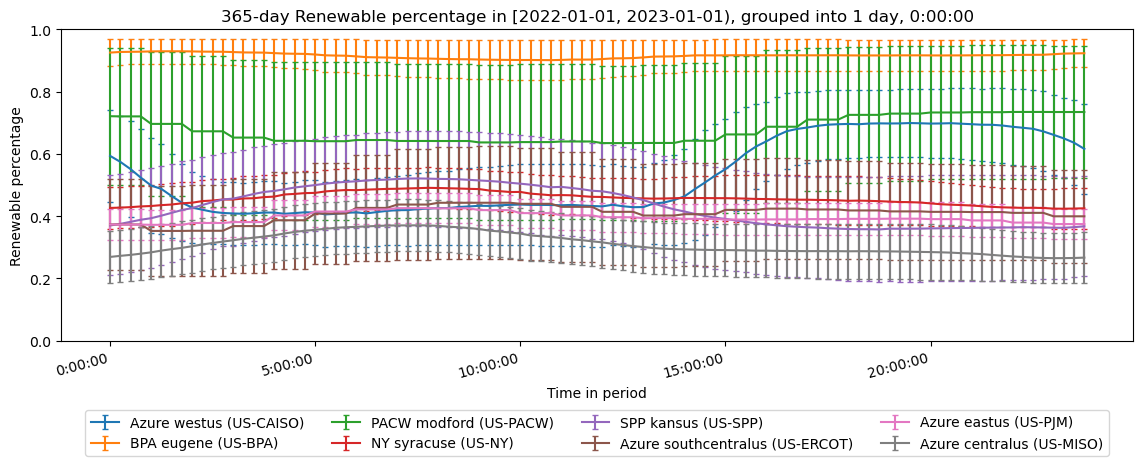 365-day Renewable percentage in [2022-01-01, 2023-01-01), grouped into 1 day, 0:00:00
Renewable percentage
1.0
0.8
0.6
0.4
0.2
0.0
0:00:00 5:00:00 10:00:00 15:00:00 20:00:00
Time in period
Azure westus (US-CAISO) PACW modford (US-PACW) SPP kansus (US-SPP) Azure eastus (US-PJM)
BPA eugene (US-BPA) NY syracuse (US-NY) Azure southcentralus (US-ERCOT) Azure centralus (US-MISO)